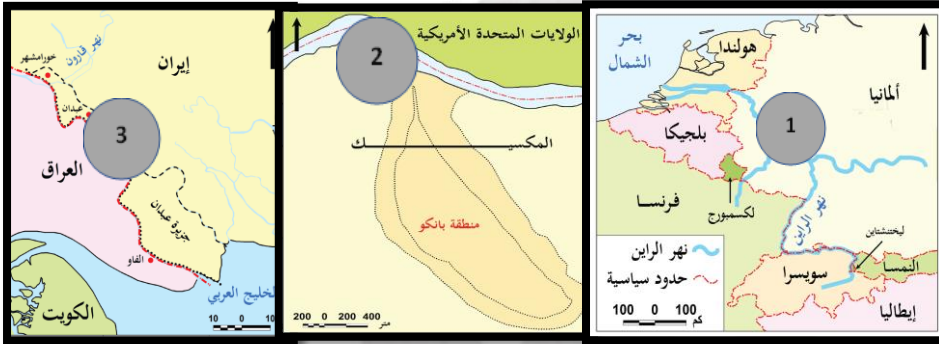 بحر
الشمال
هولندا
ألمانيا
1
بلجيكا
لكسمبورج
فرنسا
نهر الراين
ليختنشتاين
النمسا
سويسرا
إيطاليا
نهر الراين
حدود سياسية
100 0 100
كم
الولايات المتحدة الأمريكية
2
المكسيـــك
منطقة بانكو
200 0 200 400
متر
نهر قارون
خورامشهر
إيران
عبدان
3
العراق
جزيرة عبدان
الفاو
الخليج العربي
الكويت
10 0 10